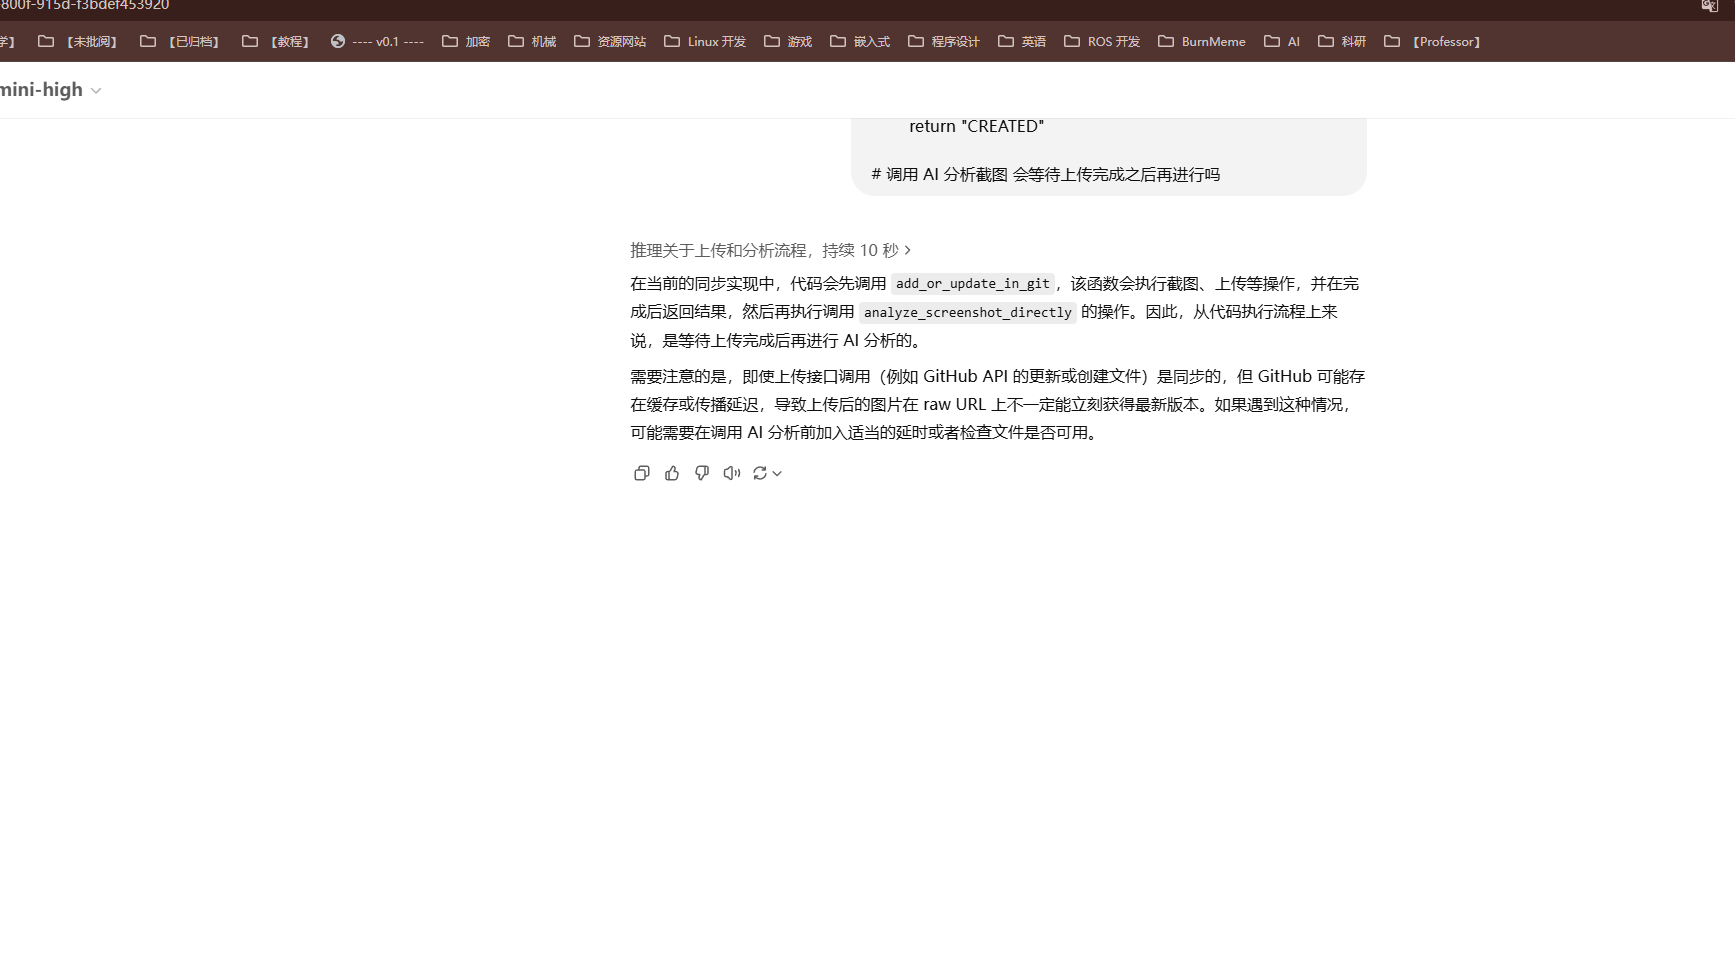 800f-915d-f3bdef453920
学】 【未批阅】 【已归档】 【教程】 ---- v0.1 ---- 加密 机械 资源网站 Linux 开发 游戏 嵌入式 程序设计 英语 ROS 开发 BurnMeme AI 科研 【Professor】
mini-high
return "CREATED"
# 调用 AI 分析截图 会等待上传完成之后再进行吗
推理关于上传和分析流程，持续 10 秒 >
在当前的同步实现中，代码会先调用 add_or_update_in_git，该函数会执行截图、上传等操作，并在完
成后返回结果，然后再执行调用 analyze_screenshot_directly 的操作。因此，从代码执行流程上来
说，是等待上传完成后再进行 AI 分析的。
需要注意的是，即使上传接口调用（例如 GitHub API 的更新或创建文件）是同步的，但 GitHub 可能存
在缓存或传播延迟，导致上传后的图片在 raw URL 上不一定能立刻获得最新版本。如果遇到这种情况，
可能需要在调用 AI 分析前加入适当的延时或者检查文件是否可用。